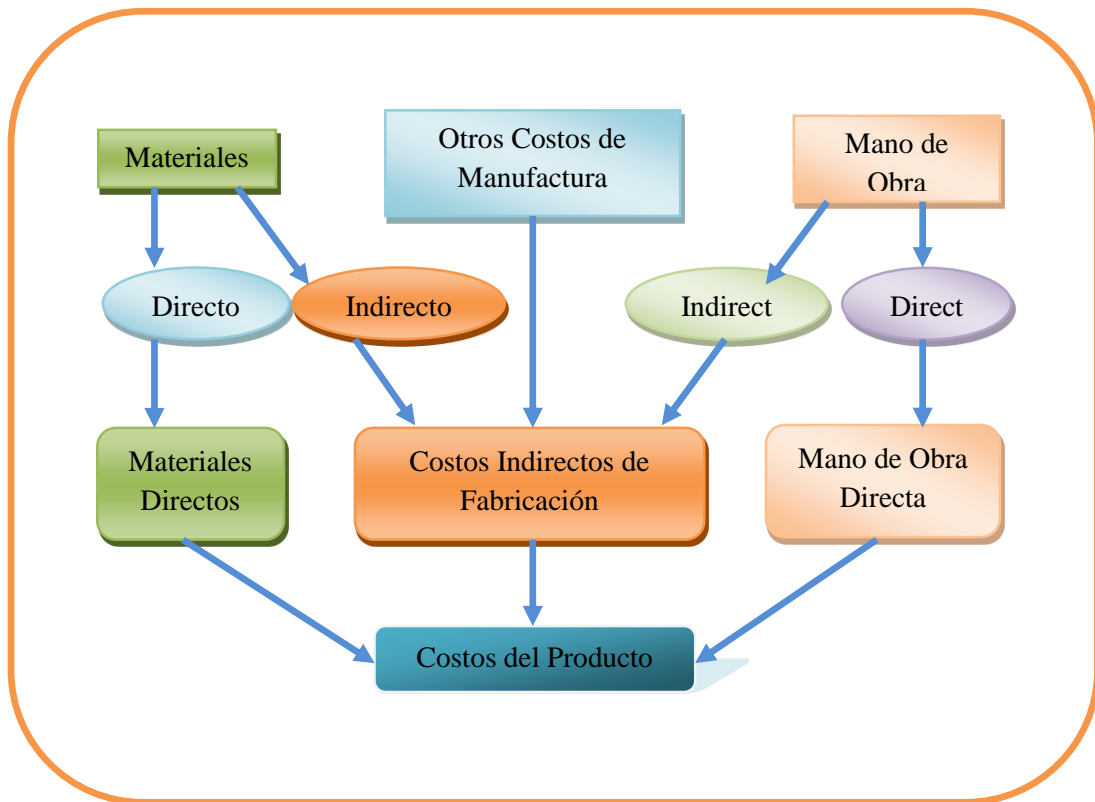 Materiales
Otros Costos de
Manufactura
Mano de
Obra
Directo
Indirecto
Indirect
Direct
Materiales
Directos
Costos Indirectos de
Fabricación
Mano de Obra
Directa
Costos del Producto